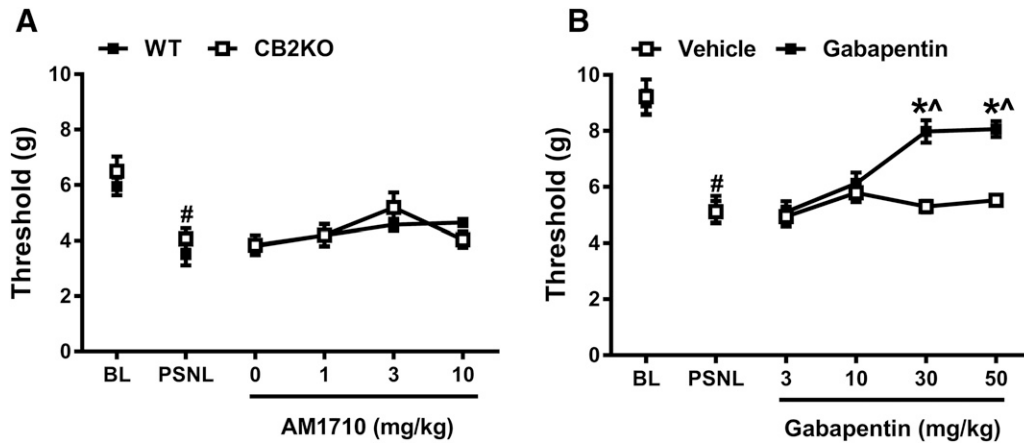 A
WT CB2KO
Threshold (g)
10
8
6
4
2
0
#
BL PSNL 0 1 3 10
AM1710 (mg/kg)
B
Vehicle Gabapentin
Threshold (g)
10
8
6
4
2
0
#
*^ *^
BL PSNL 3 10 30 50
Gabapentin (mg/kg)